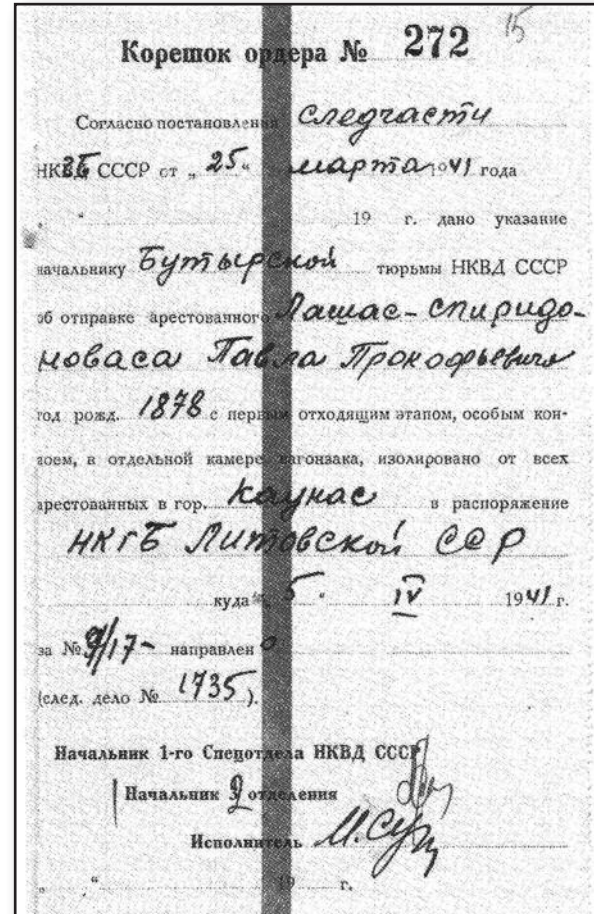 15
Корешок ордера № 272
Согласно постановления Следчасти
НКГБ СССР от „25“ марта 1941 года
„ “ 19 г. дано указание
начальнику Бутырской тюрьмы НКВД СССР
об отправке арестованного Лашас-Спиридо-
новаса Павла Прокофьевича
год рожд. 1878 с первым отходящим этапом, особым кон-
воем, в отдельной камере вагонзака, изолировано от всех
арестованных в гор. Каунас в распоряжение
НКГБ Литовской ССР
куда „5“ IV 1941 г.
за № 9/17- направлен
(след. дело № 1735).
Начальник 1-го Спецотдела НКВД СССР
Начальник 9 отделения
Исполнитель
„ “ 19 г.